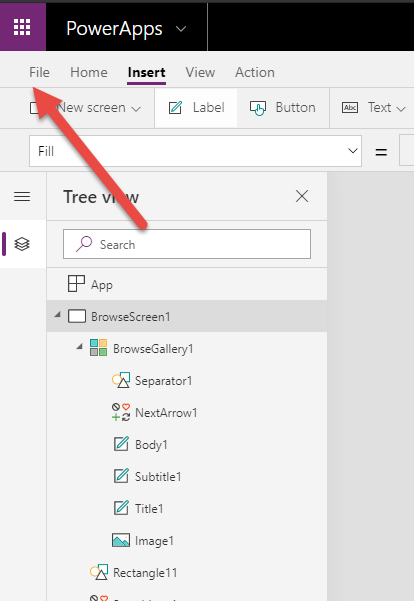 PowerApps
File Home Insert View Action
New screen Label Button Abc Text
Fill =
Tree view
Search
App
BrowseScreen1
BrowseGallery1
Separator1
NextArrow1
Body1
Subtitle1
Title1
Image1
Rectangle11